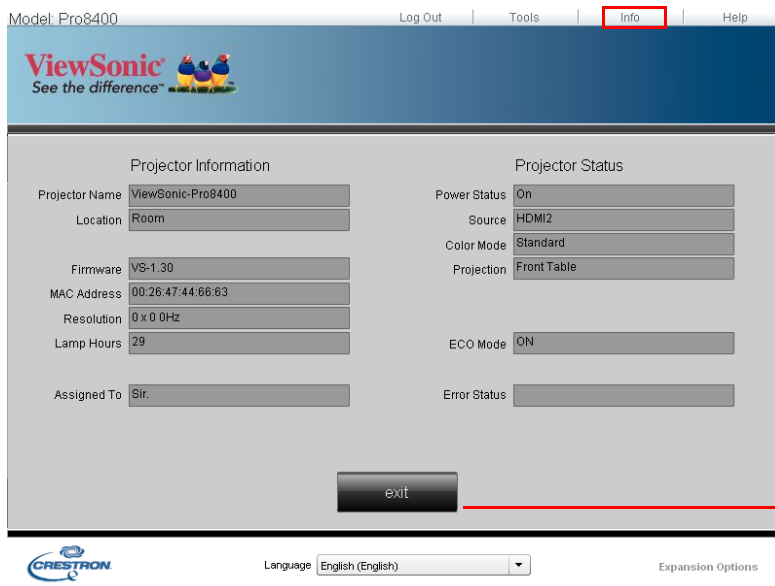 Model: Pro8400
Log Out Tools Info Help
ViewSonic®
See the difference™
Projector Information
Projector Name ViewSonic-Pro8400
Location Room
Firmware VS-1.30
MAC Address 00:26:47:44:66:63
Resolution 0 x 0 0Hz
Lamp Hours 29
Assigned To Sir.
Projector Status
Power Status On
Source HDMI2
Color Mode Standard
Projection Front Table
ECO Mode ON
Error Status
exit
CRESTRON
Language English (English)
Expansion Options